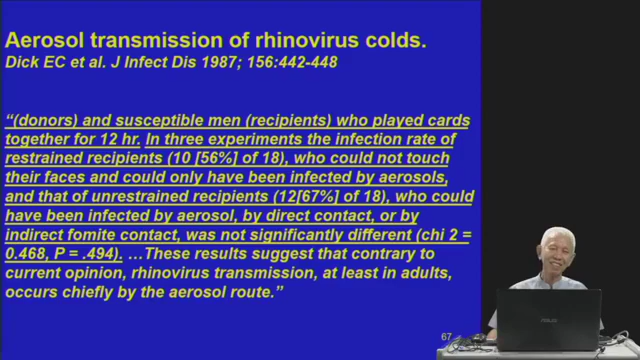 Aerosol transmission of rhinovirus colds.
Dick EC et al. J Infect Dis 1987; 156:442-448
“(donors) and susceptible men (recipients) who played cards
together for 12 hr. In three experiments the infection rate of
restrained recipients (10 [56%] of 18), who could not touch
their faces and could only have been infected by aerosols,
and that of unrestrained recipients (12[67%] of 18), who could
have been infected by aerosol, by direct contact, or by
indirect fomite contact, was not significantly different (chi 2 =
0.468, P = .494). …These results suggest that contrary to
current opinion, rhinovirus transmission, at least in adults,
occurs chiefly by the aerosol route.”
67
ASUS